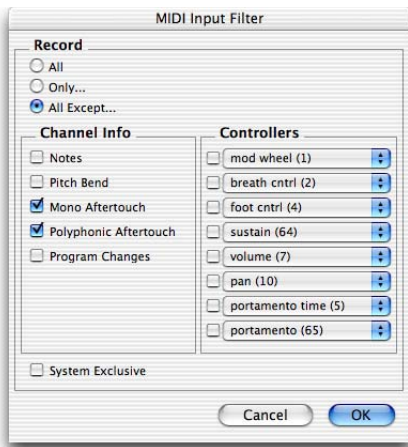 MIDI Input Filter
Record
All
Only...
All Except...
Channel Info
Notes
Pitch Bend
Mono Aftertouch
Polyphonic Aftertouch
Program Changes
Controllers
mod wheel (1)
breath cntrl (2)
foot cntrl (4)
sustain (64)
volume (7)
pan (10)
portamento time (5)
portamento (65)
System Exclusive
Cancel
OK